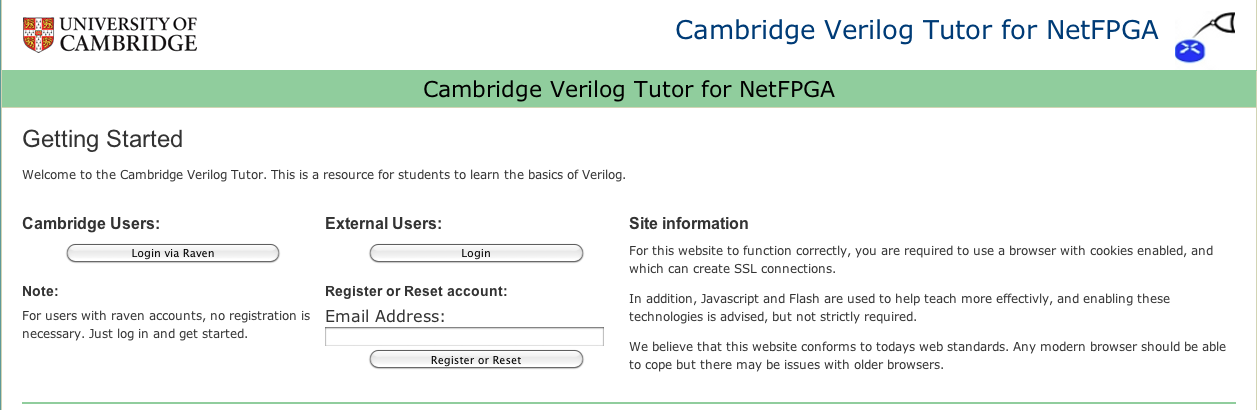 UNIVERSITY OF
CAMBRIDGE
Cambridge Verilog Tutor for NetFPGA
Cambridge Verilog Tutor for NetFPGA
Getting Started
Welcome to the Cambridge Verilog Tutor. This is a resource for students to learn the basics of Verilog.
Cambridge Users:
Login via Raven
Note:
For users with raven accounts, no registration is
necessary. Just log in and get started.
External Users:
Login
Register or Reset account:
Email Address:
Register or Reset
Site information
For this website to function correctly, you are required to use a browser with cookies enabled, and
which can create SSL connections.
In addition, Javascript and Flash are used to help teach more effectivly, and enabling these
technologies is advised, but not strictly required.
We believe that this website conforms to todays web standards. Any modern browser should be able
to cope but there may be issues with older browsers.